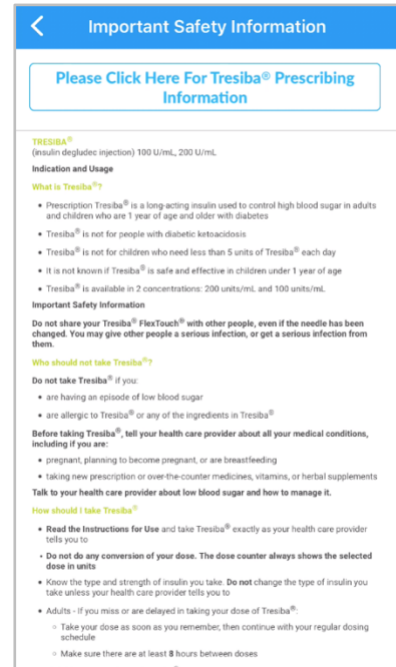 Important Safety Information
Please Click Here For Tresiba® Prescribing
Information
TRESIBA®
(insulin degludec injection) 100 U/mL, 200 U/mL
Indication and Usage
What is Tresiba®?
• Prescription Tresiba® is a long-acting insulin used to control high blood sugar in adults
and children who are 1 year of age and older with diabetes
• Tresiba® is not for people with diabetic ketoacidosis
• Tresiba® is not for children who need less than 5 units of Tresiba® each day
• It is not known if Tresiba® is safe and effective in children under 1 year of age
• Tresiba® is available in 2 concentrations: 200 units/mL and 100 units/mL
Important Safety Information
Do not share your Tresiba® FlexTouch® with other people, even if the needle has been
changed. You may give other people a serious infection, or get a serious infection from
them.
Who should not take Tresiba®?
Do not take Tresiba® if you:
• are having an episode of low blood sugar
• are allergic to Tresiba® or any of the ingredients in Tresiba®
Before taking Tresiba®, tell your health care provider about all your medical conditions,
including if you are:
• pregnant, planning to become pregnant, or are breastfeeding
• taking new prescription or over-the-counter medicines, vitamins, or herbal supplements
Talk to your health care provider about low blood sugar and how to manage it.
How should I take Tresiba®
• Read the Instructions for Use and take Tresiba® exactly as your health care provider
tells you to
• Do not do any conversion of your dose. The dose counter always shows the selected
dose in units
• Know the type and strength of insulin you take. Do not change the type of insulin you
take unless your health care provider tells you to
• Adults - If you miss or are delayed in taking your dose of Tresiba®:
○ Take your dose as soon as you remember, then continue with your regular dosing
schedule
○ Make sure there are at least 8 hours between doses